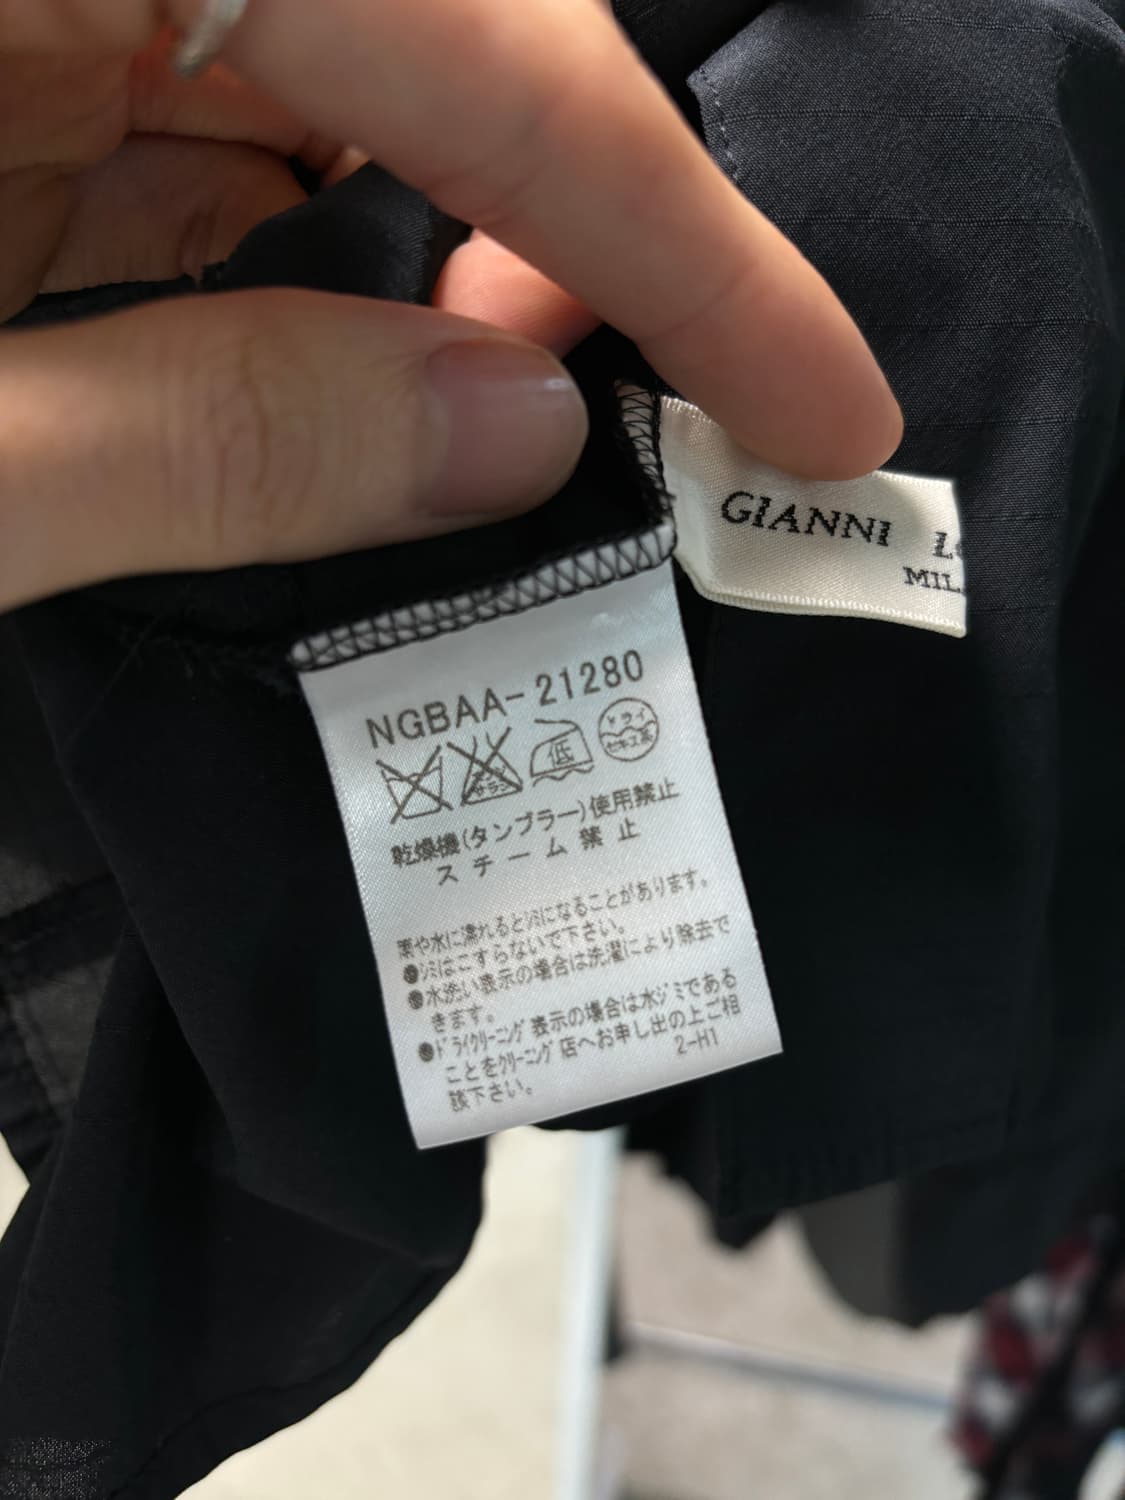 GIANNI
MIL
NGBAA-21280
低
ドライ
セキユ系
乾燥機(タンブラー)使用禁止
スチーム禁止
雨や水に濡れるとシミになることがあります。
●シミはこすらないで下さい。
●水洗い表示の場合は洗濯により除去で
きます。
●ドライクリーニング表示の場合は水ジミである
ことをクリーニング店へお申し出の上ご相
談下さい。
2-H1